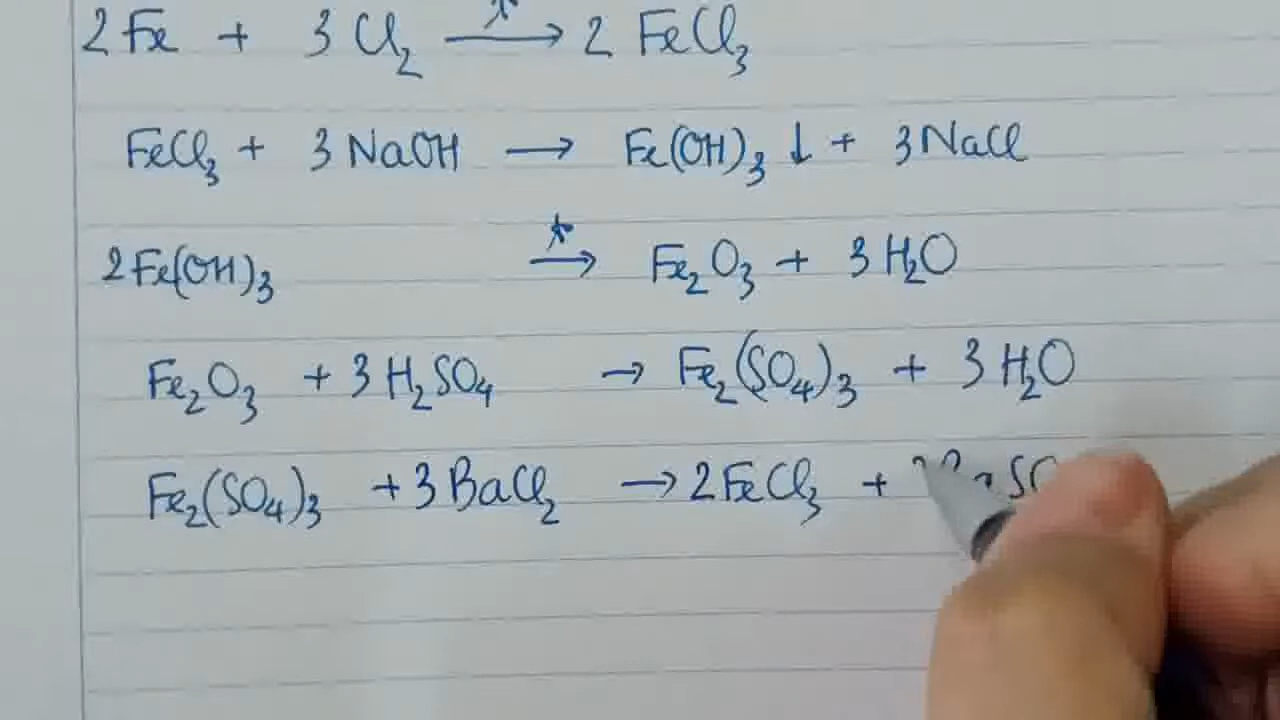 2Fe + 3Cl₂ → 2FeCl₃
FeCl₃ + 3NaOH → Fe(OH)₃ ↓ + 3NaCl
2Fe(OH)₃ → Fe₂O₃ + 3H₂O
Fe₂O₃ + 3H₂SO₄ → Fe₂(SO₄)₃ + 3H₂O
Fe₂(SO₄)₃ + 3BaCl₂ → 2FeCl₃ +